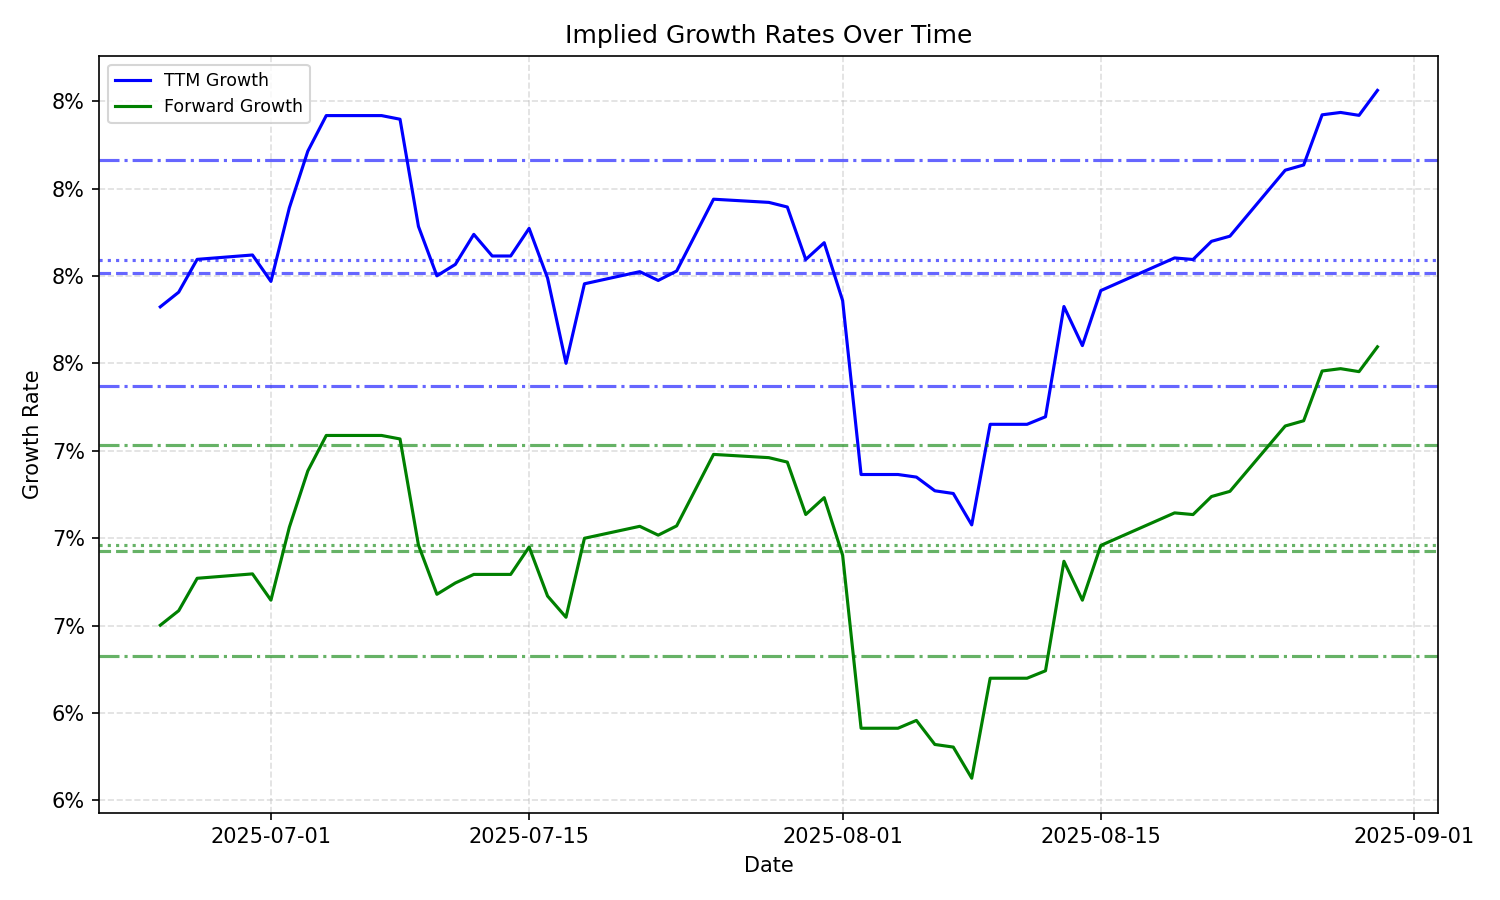 Implied Growth Rates Over Time
TTM Growth
Forward Growth
8%
8%
8%
8%
7%
7%
7%
6%
6%
Growth Rate
2025-07-01
2025-07-15
2025-08-01
2025-08-15
2025-09-01
Date